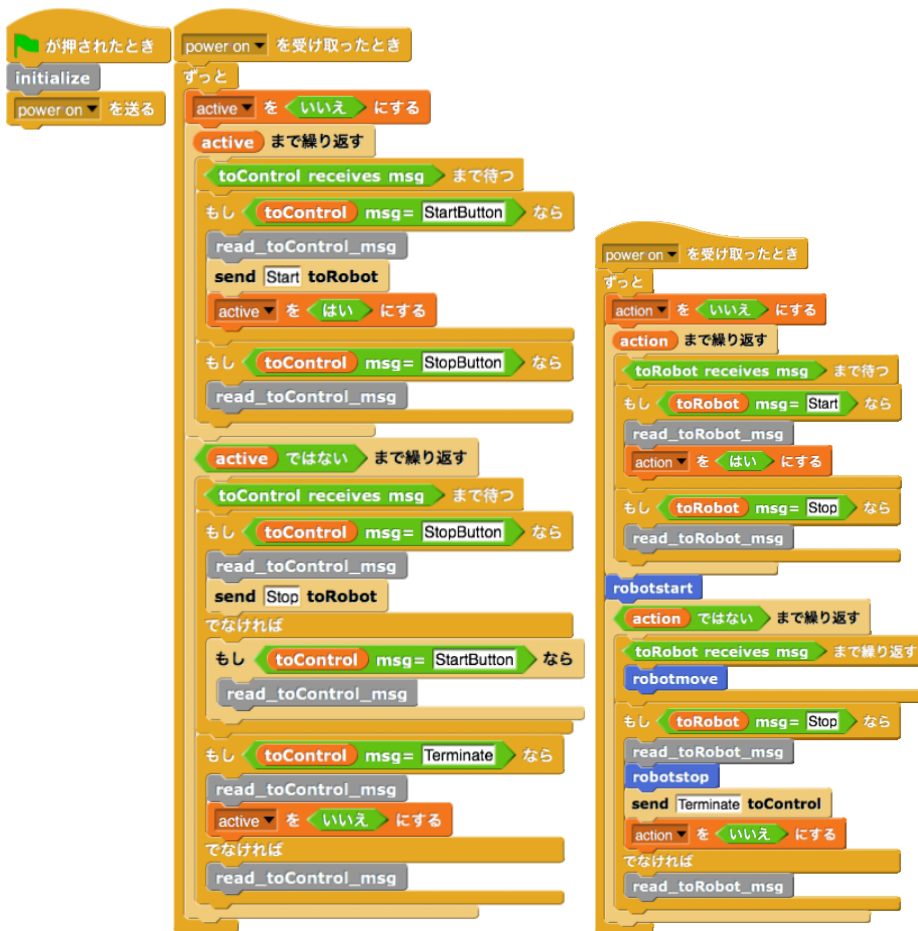 が押されたとき
initialize
power on を送る
power on を受け取ったとき
ずっと
active を いいえ にする
active まで繰り返す
toControl receives msg まで待つ
もし toControl msg= StartButton なら
read_toControl_msg
send Start toRobot
active を はい にする
もし toControl msg= StopButton なら
read_toControl_msg
active ではない まで繰り返す
toControl receives msg まで待つ
もし toControl msg= StopButton なら
read_toControl_msg
send Stop toRobot
でなければ
もし toControl msg= StartButton なら
read_toControl_msg
もし toControl msg= Terminate なら
read_toControl_msg
active を いいえ にする
でなければ
read_toControl_msg
power on を受け取ったとき
ずっと
action を いいえ にする
action まで繰り返す
toRobot receives msg まで待つ
もし toRobot msg= Start なら
read_toRobot_msg
action を はい にする
もし toRobot msg= Stop なら
read_toRobot_msg
robotstart
action ではない まで繰り返す
toRobot receives msg まで繰り返す
robotmove
もし toRobot msg= Stop なら
read_toRobot_msg
robotstop
send Terminate toControl
action を いいえ にする
でなければ
read_toRobot_msg